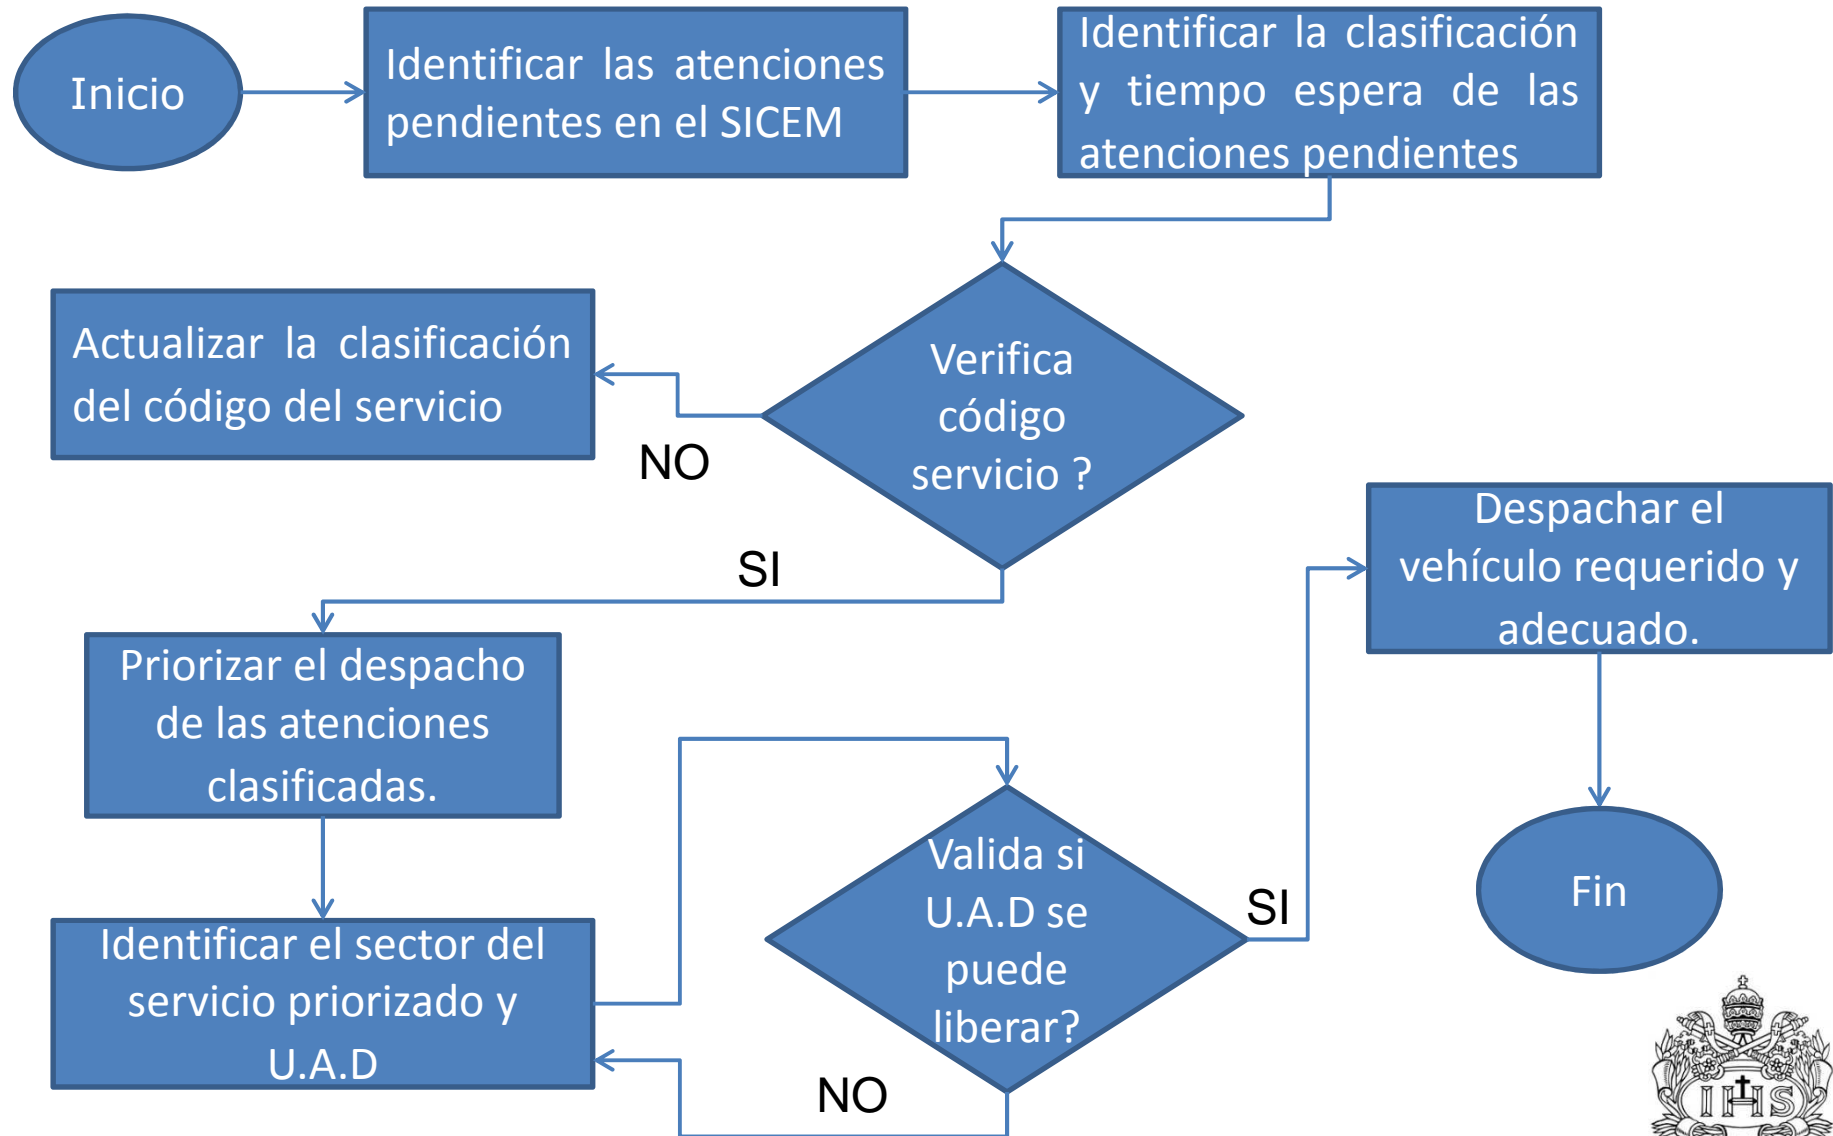 Inicio
Identificar las atenciones
pendientes en el SICEM
Identificar la clasificación
y tiempo espera de las
atenciones pendientes
Actualizar la clasificación
del código del servicio
NO
Verifica
código
servicio ?
SI
Despachar el
vehículo requerido y
adecuado.
Priorizar el despacho
de las atenciones
clasificadas.
Identificar el sector del
servicio priorizado y
U.A.D
Valida si
U.A.D se
puede
liberar?
SI
NO
Fin
IHS